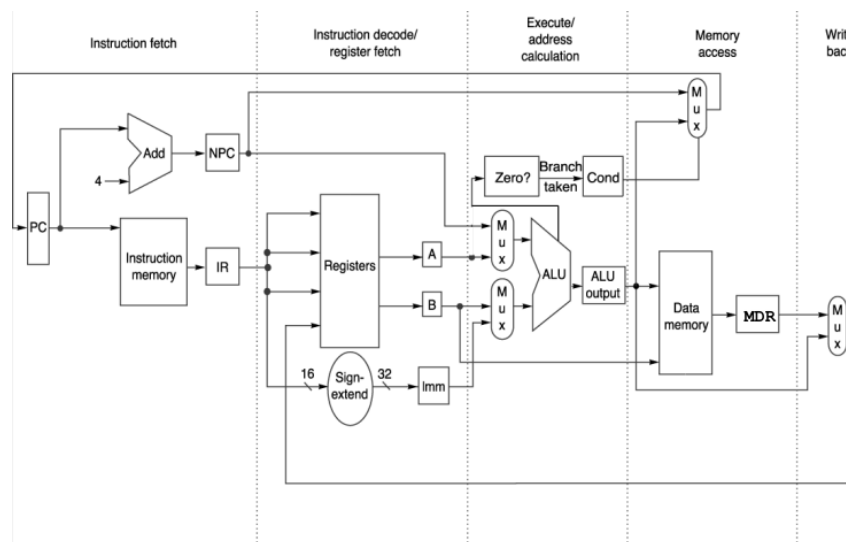 Instruction fetch
Instruction decode/
register fetch
Execute/
address
calculation
Memory
access
Writ
bac
M
u
x
Add
NPC
4
Zero?
Branch
taken
Cond
PC
Instruction
memory
IR
Registers
A
B
M
u
x
M
u
x
ALU
ALU
output
Data
memory
MDR
M
u
x
16
Sign-
extend
32
Imm